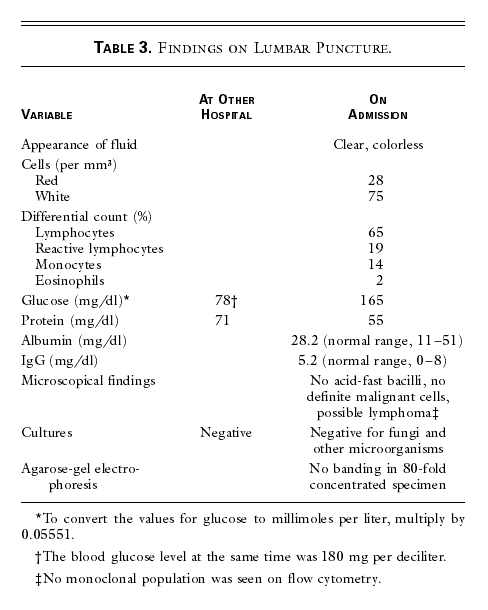 TABLE 3. FINDINGS ON LUMBAR PUNCTURE.
VARIABLE AT OTHER HOSPITAL ON ADMISSION
Appearance of fluid Clear, colorless
Cells (per mm³)
Red 28
White 75
Differential count (%)
Lymphocytes 65
Reactive lymphocytes 19
Monocytes 14
Eosinophils 2
Glucose (mg/dl)* 78† 165
Protein (mg/dl) 71 55
Albumin (mg/dl) 28.2 (normal range, 11–51)
IgG (mg/dl) 5.2 (normal range, 0–8)
Microscopical findings No acid-fast bacilli, no
definite malignant cells,
possible lymphoma‡
Cultures Negative Negative for fungi and
other microorganisms
Agarose-gel electro- No banding in 80-fold
phoresis concentrated specimen
*To convert the values for glucose to millimoles per liter, multiply by
0.05551.
†The blood glucose level at the same time was 180 mg per deciliter.
‡No monoclonal population was seen on flow cytometry.